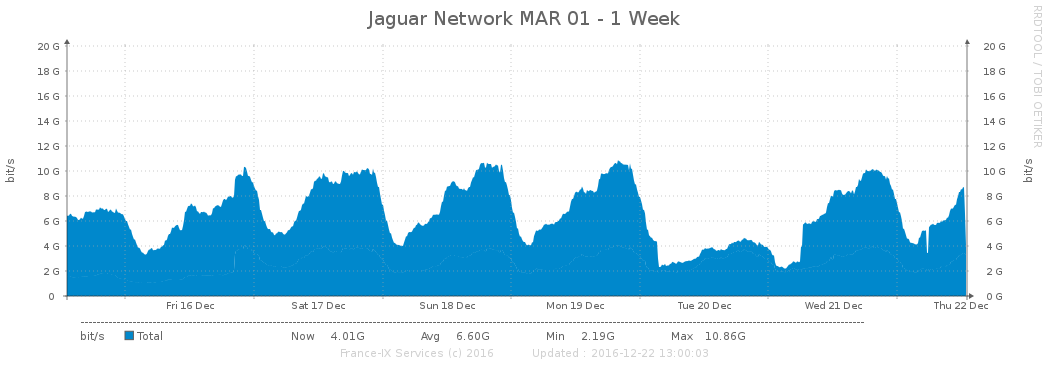 Jaguar Network MAR 01 - 1 Week
RRDTOOL / TOBI OETIKER
20 G 20 G
18 G 18 G
16 G 16 G
14 G 14 G
12 G 12 G
bit/s 10 G 10 G bit/s
8 G 8 G
6 G 6 G
4 G 4 G
2 G 2 G
0 0 G
Fri 16 Dec Sat 17 Dec Sun 18 Dec Mon 19 Dec Tue 20 Dec Wed 21 Dec Thu 22 Dec
bit/s Total Now 4.01G Avg 6.60G Min 2.19G Max 10.86G
France-IX Services (c) 2016 Updated : 2016-12-22 13:00:03